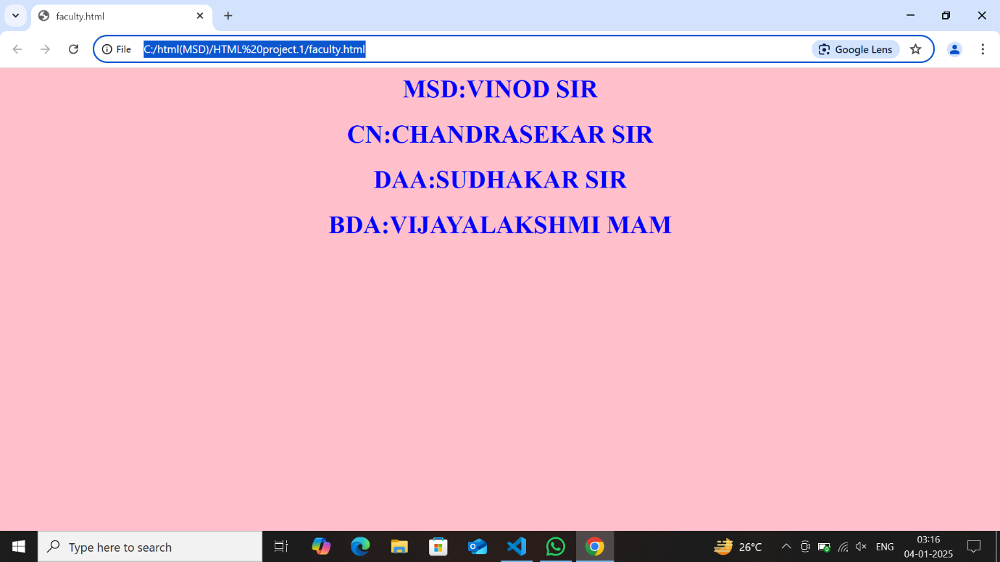 faculty.html
File
C:/html(MSD)/HTML%20project.1/faculty.html
Google Lens
MSD:VINOD SIR
CN:CHANDRASEKAR SIR
DAA:SUDHAKAR SIR
BDA:VIJAYALAKSHMI MAM
Type here to search
26°C
ENG
03:16
04-01-2025